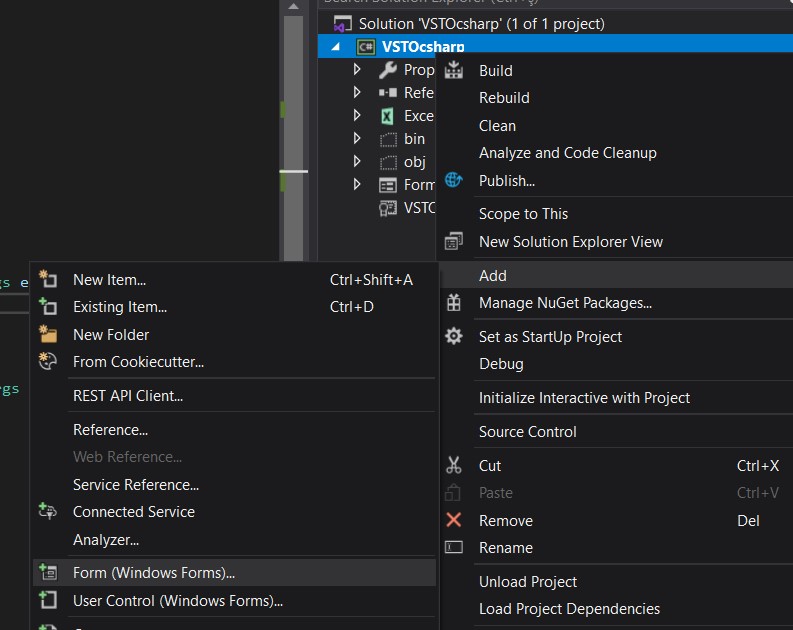 Search Solution Explorer (Ctrl+ş)
Solution 'VSTOcsharp' (1 of 1 project)
C# VSTOcsharp
Prop
Refe
Exce
bin
obj
Form
VSTC
Build
Rebuild
Clean
Analyze and Code Cleanup
Publish...
Scope to This
New Solution Explorer View
Add
Manage NuGet Packages...
Set as StartUp Project
Debug
Initialize Interactive with Project
Source Control
Cut Ctrl+X
Paste Ctrl+V
Remove Del
Rename
Unload Project
Load Project Dependencies
gs e
rgs
New Item... Ctrl+Shift+A
Existing Item... Ctrl+D
New Folder
From Cookiecutter...
REST API Client...
Reference...
Web Reference...
Service Reference...
Connected Service
Analyzer...
Form (Windows Forms)...
User Control (Windows Forms)...